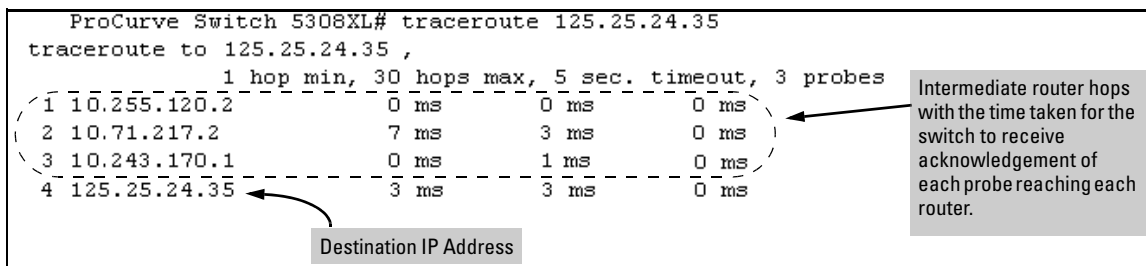 ProCurve Switch 5308XL# traceroute 125.25.24.35
traceroute to 125.25.24.35 ,
1 hop min, 30 hops max, 5 sec. timeout, 3 probes
1 10.255.120.2 0 ms 0 ms 0 ms
2 10.71.217.2 7 ms 3 ms 0 ms
3 10.243.170.1 0 ms 1 ms 0 ms
4 125.25.24.35 3 ms 3 ms 0 ms
Intermediate router hops
with the time taken for the
switch to receive
acknowledgement of
each probe reaching each
router.
Destination IP Address